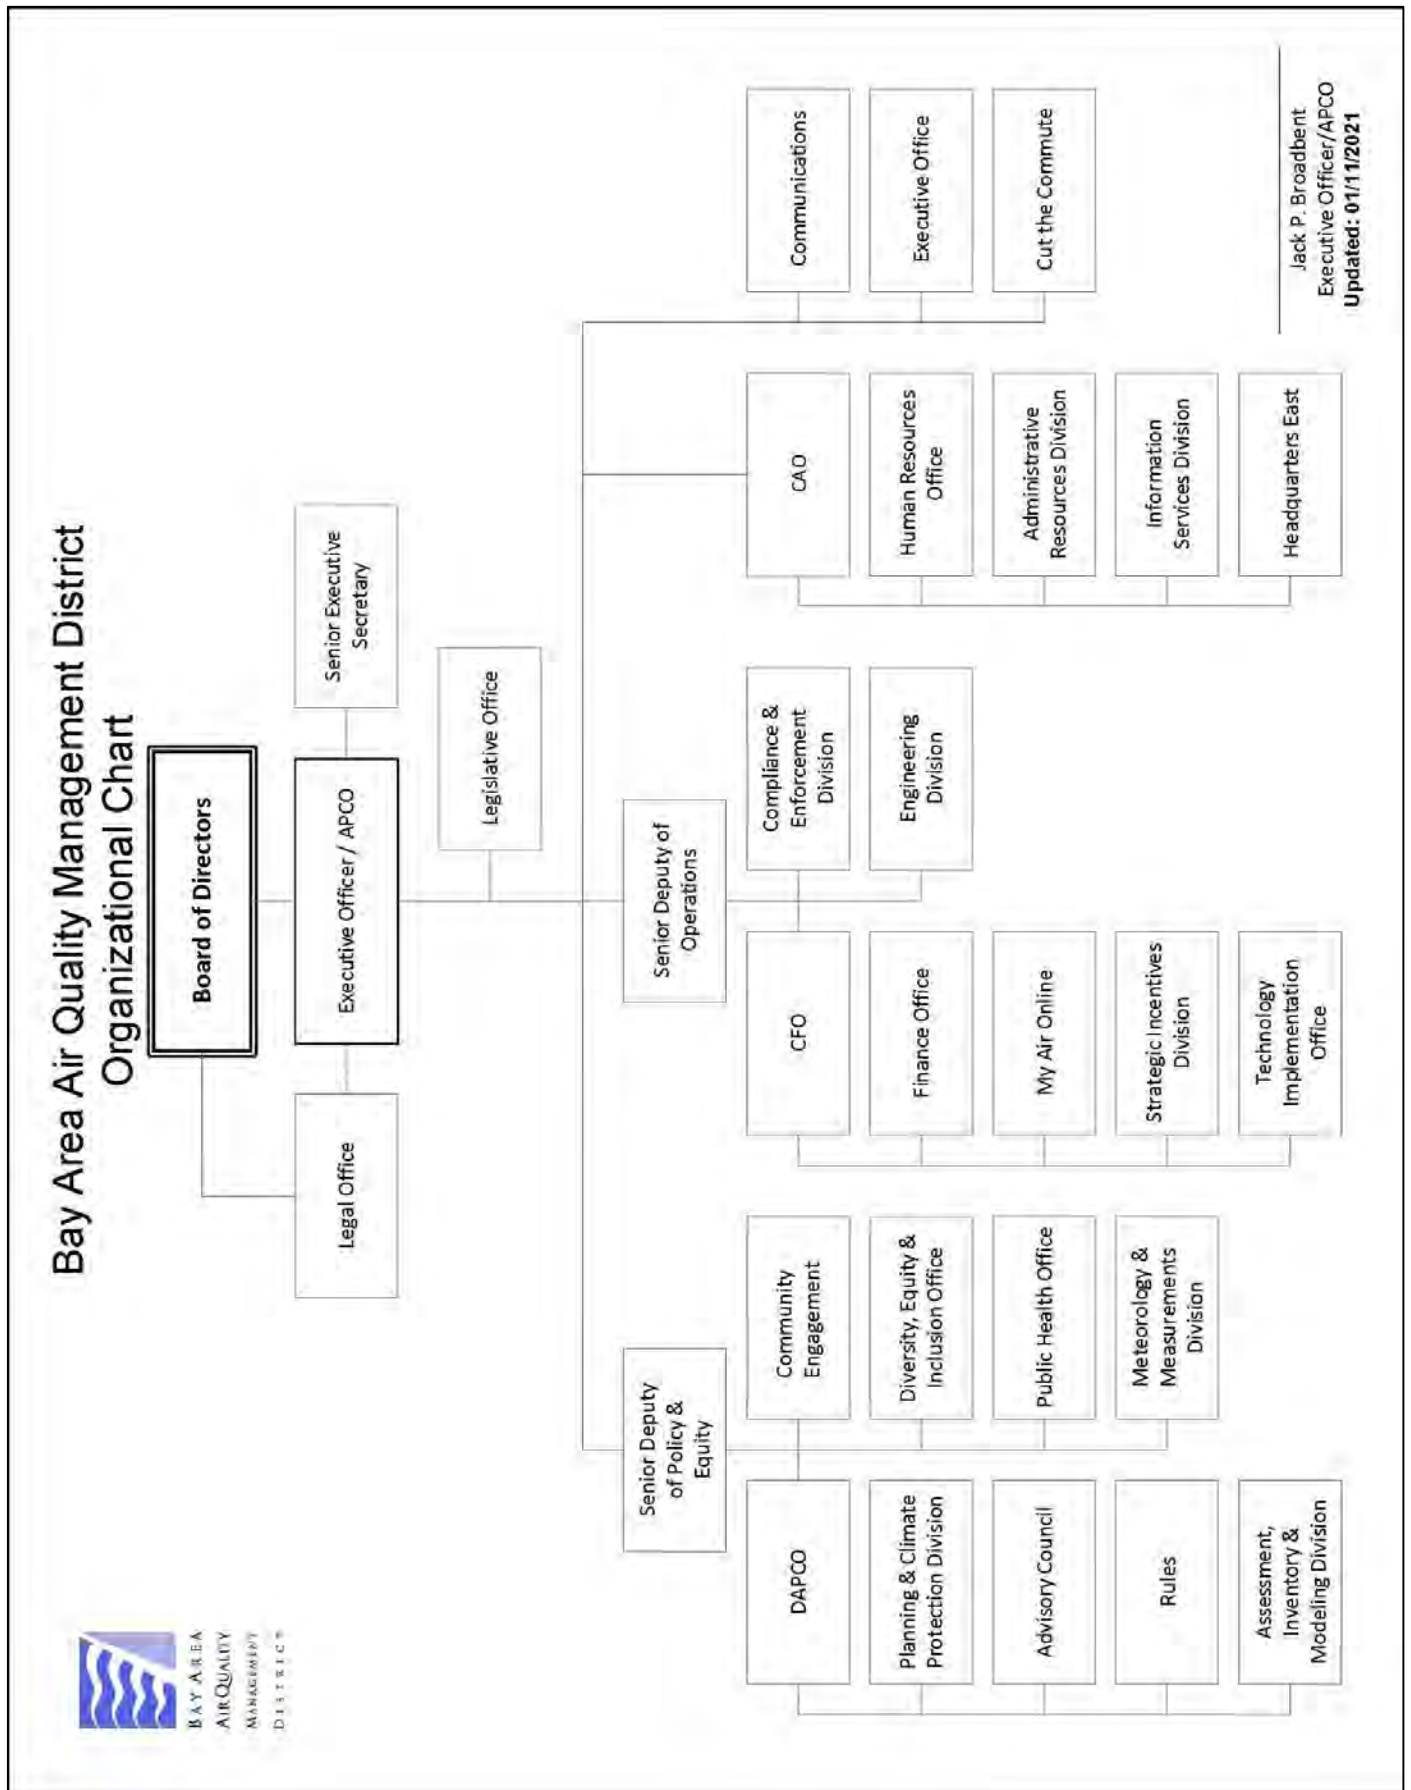 Bay Area Air Quality Management District
Organizational Chart
BAY AREA
AIRQUALITY
MANAGEMENT
DISTRICT
Board of Directors
Legal Office
Executive Officer / APCO
Senior Executive
Secretary
Legislative Office
Senior Deputy
of Policy &
Equity
Senior Deputy of
Operations
DAPCO
Planning & Climate
Protection Division
Advisory Council
Rules
Assessment,
Inventory &
Modeling Division
Community
Engagement
Diversity, Equity &
Inclusion Office
Public Health Office
Meteorology &
Measurements
Division
CFO
Finance Office
My Air Online
Strategic Incentives
Division
Technology
Implementation
Office
Compliance &
Enforcement
Division
Engineering
Division
CAO
Human Resources
Office
Administrative
Resources Division
Information
Services Division
Headquarters East
Communications
Executive Office
Cut the Commute
Jack P. Broadbent
Executive Officer/APCO
Updated: 01/11/2021